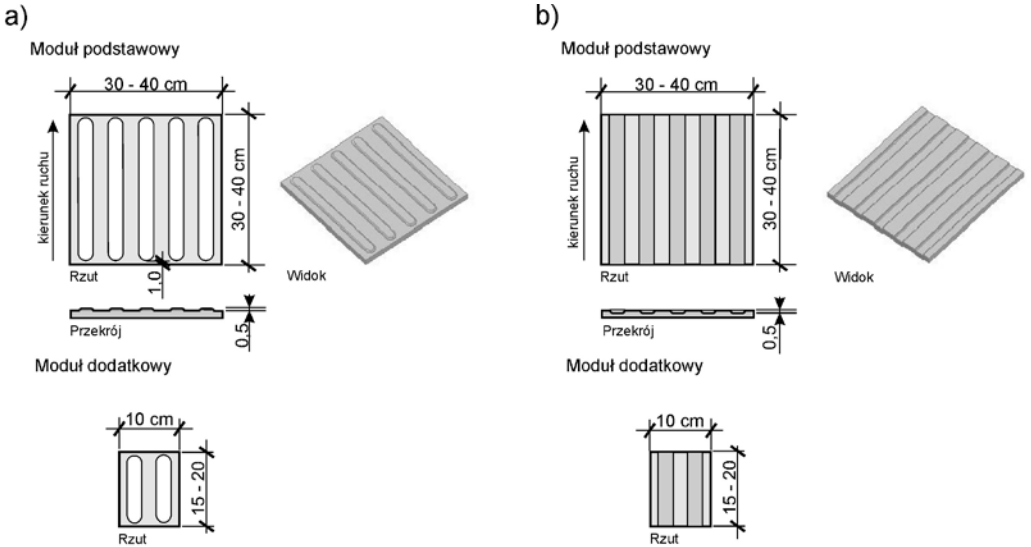 a)
Moduł podstawowy
30 - 40 cm
kierunek ruchu
30 - 40 cm
Rzut
1,0
Widok
Przekrój
0,5
Moduł dodatkowy
10 cm
15 - 20
Rzut
b)
Moduł podstawowy
30 - 40 cm
kierunek ruchu
30 - 40 cm
Rzut
Widok
Przekrój
0,5
Moduł dodatkowy
10 cm
15 - 20
Rzut